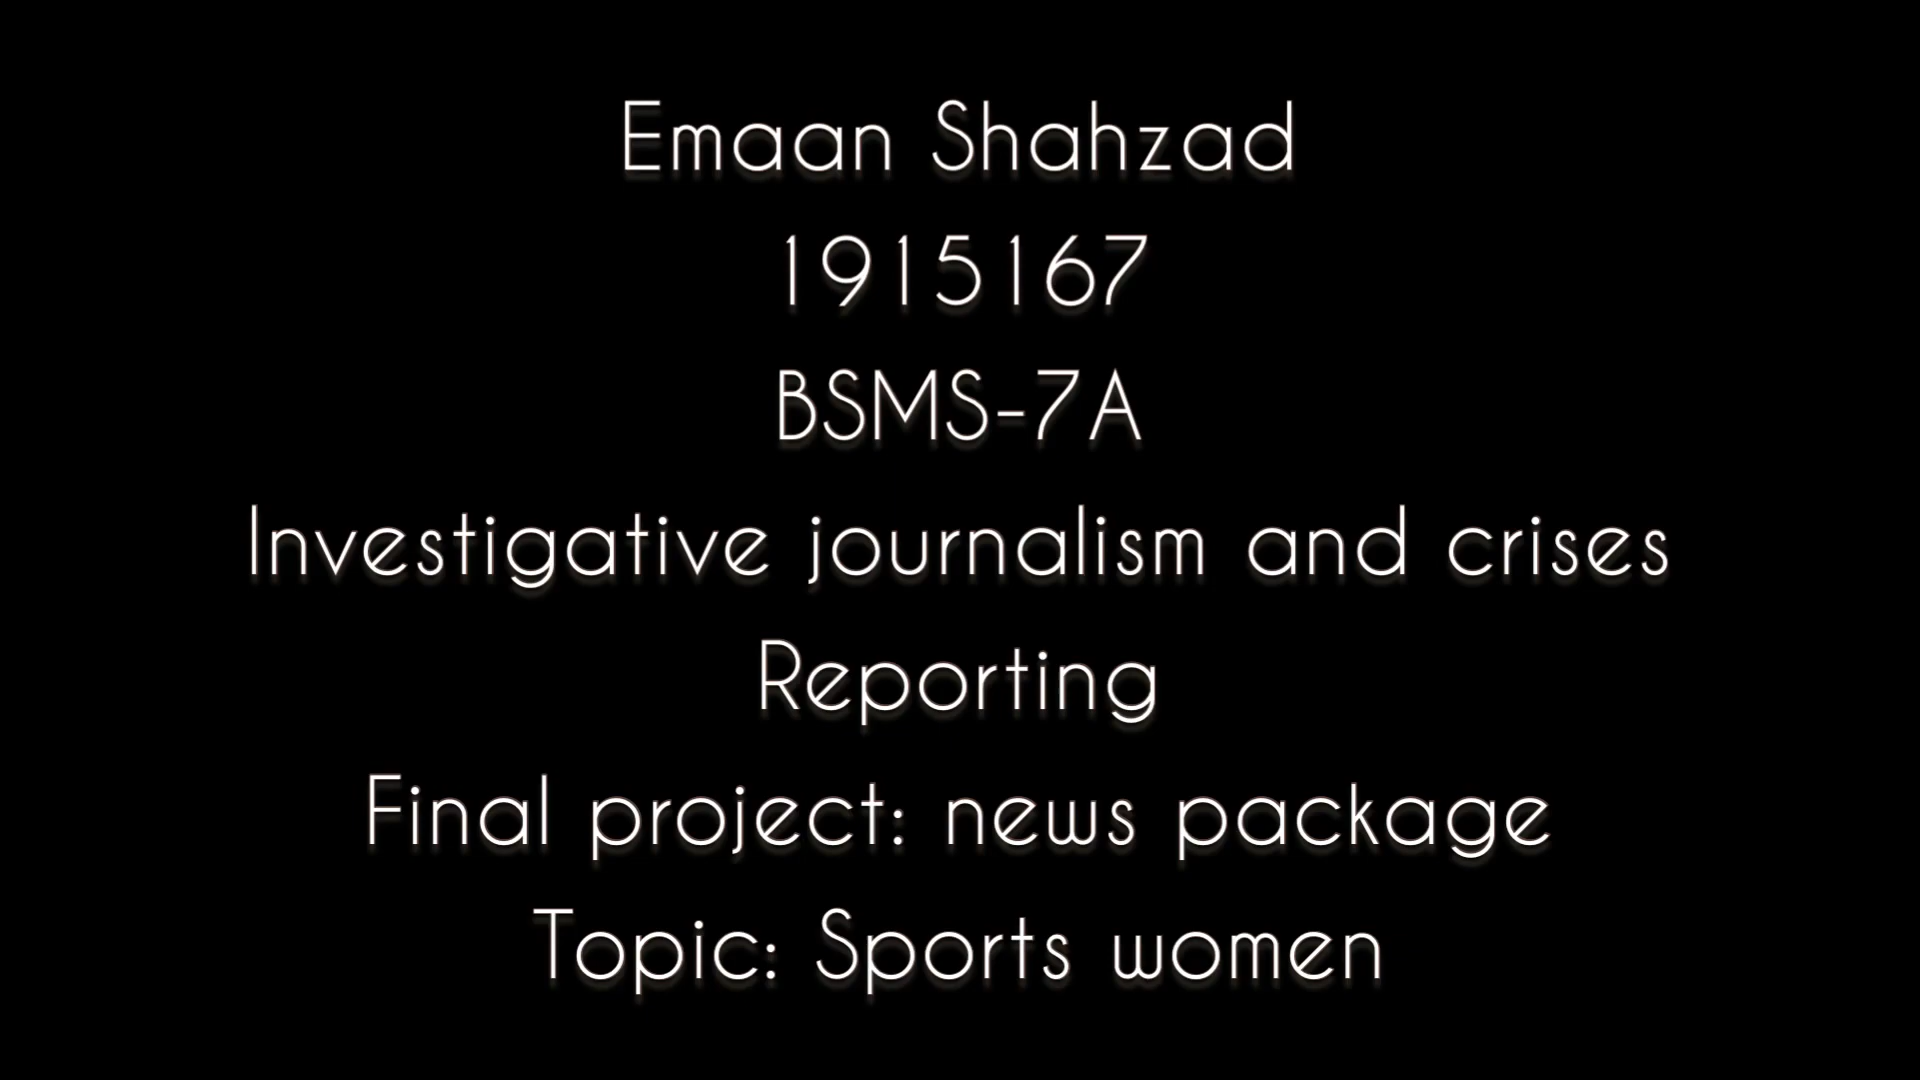 Emaan Shahzad
1915167
BSMS-7A
Investigative journalism and crises
Reporting
Final project: news package
Topic: Sports women